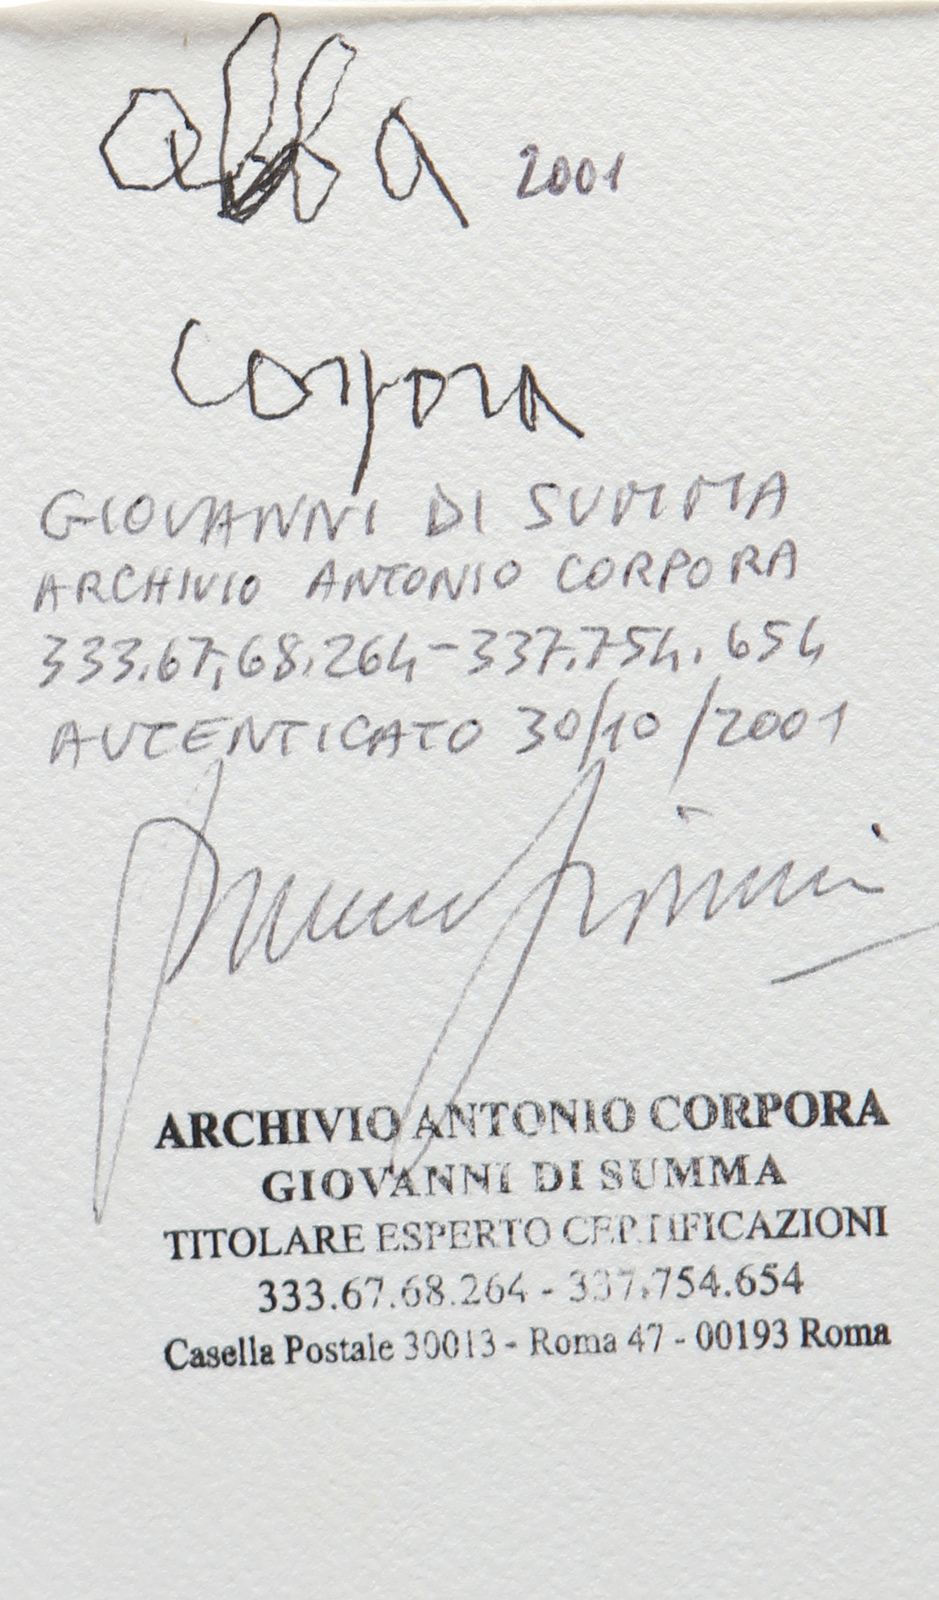 alba 2001
Corpora
GIOVANNI DI SUMMA
ARCHIVIO ANTONIO CORPORA
333.67.68.264-337.754.654
AUTENTICATO 30/10/2001
ARCHIVIO ANTONIO CORPORA
GIOVANNI DI SUMMA
TITOLARE ESPERTO CERTIFICAZIONI
333.67.68.264 - 337.754.654
Casella Postale 30013 - Roma 47 - 00193 Roma